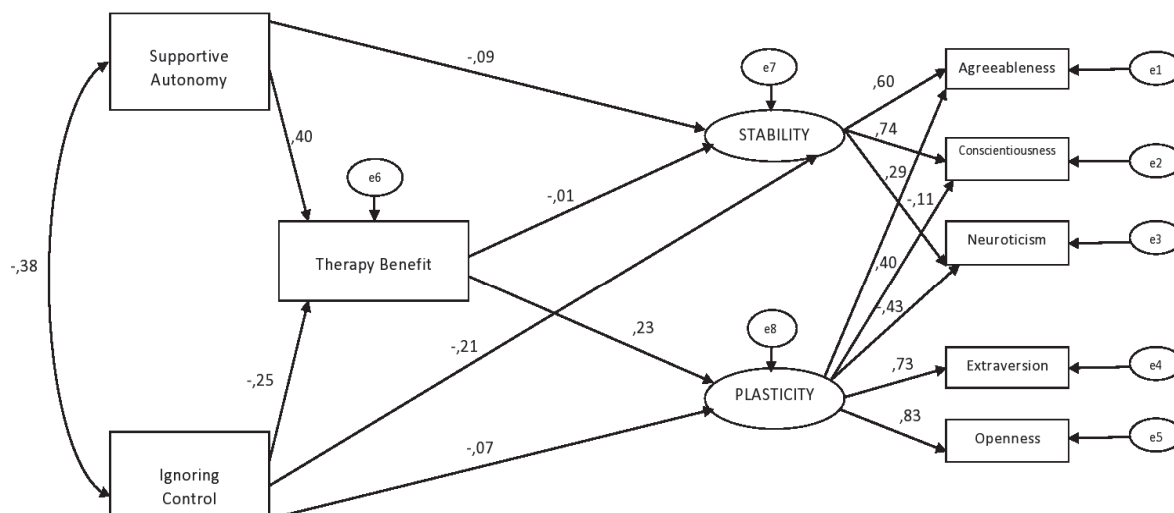 Supportive
Autonomy
-,09
e7
Agreeableness
e1
,60
STABILITY
,74
,40
Conscientiousness
e2
e6
,29
-,01
-,11
Neuroticism
e3
Therapy Benefit
-,38
,40
-,43
,23
e8
-,21
Extraversion
e4
,73
-,25
PLASTICITY
,83
Openness
e5
-,07
Ignoring
Control